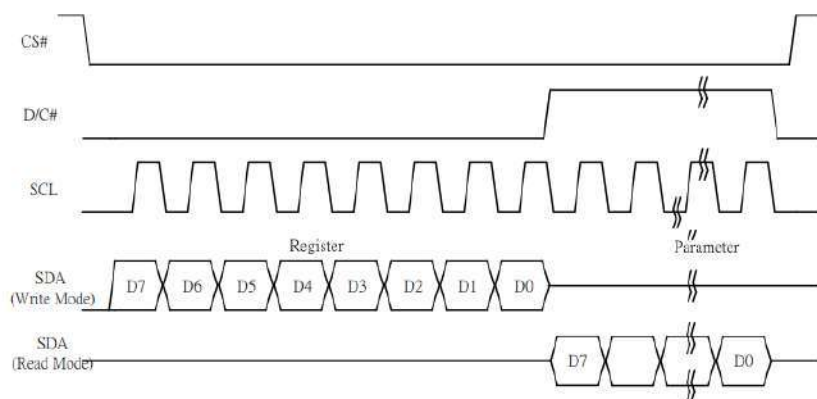 CS#
D/C#
SCL
Register
Parameter
SDA
(Write Mode)
D7 D6 D5 D4 D3 D2 D1 D0
SDA
(Read Mode)
D7 D0